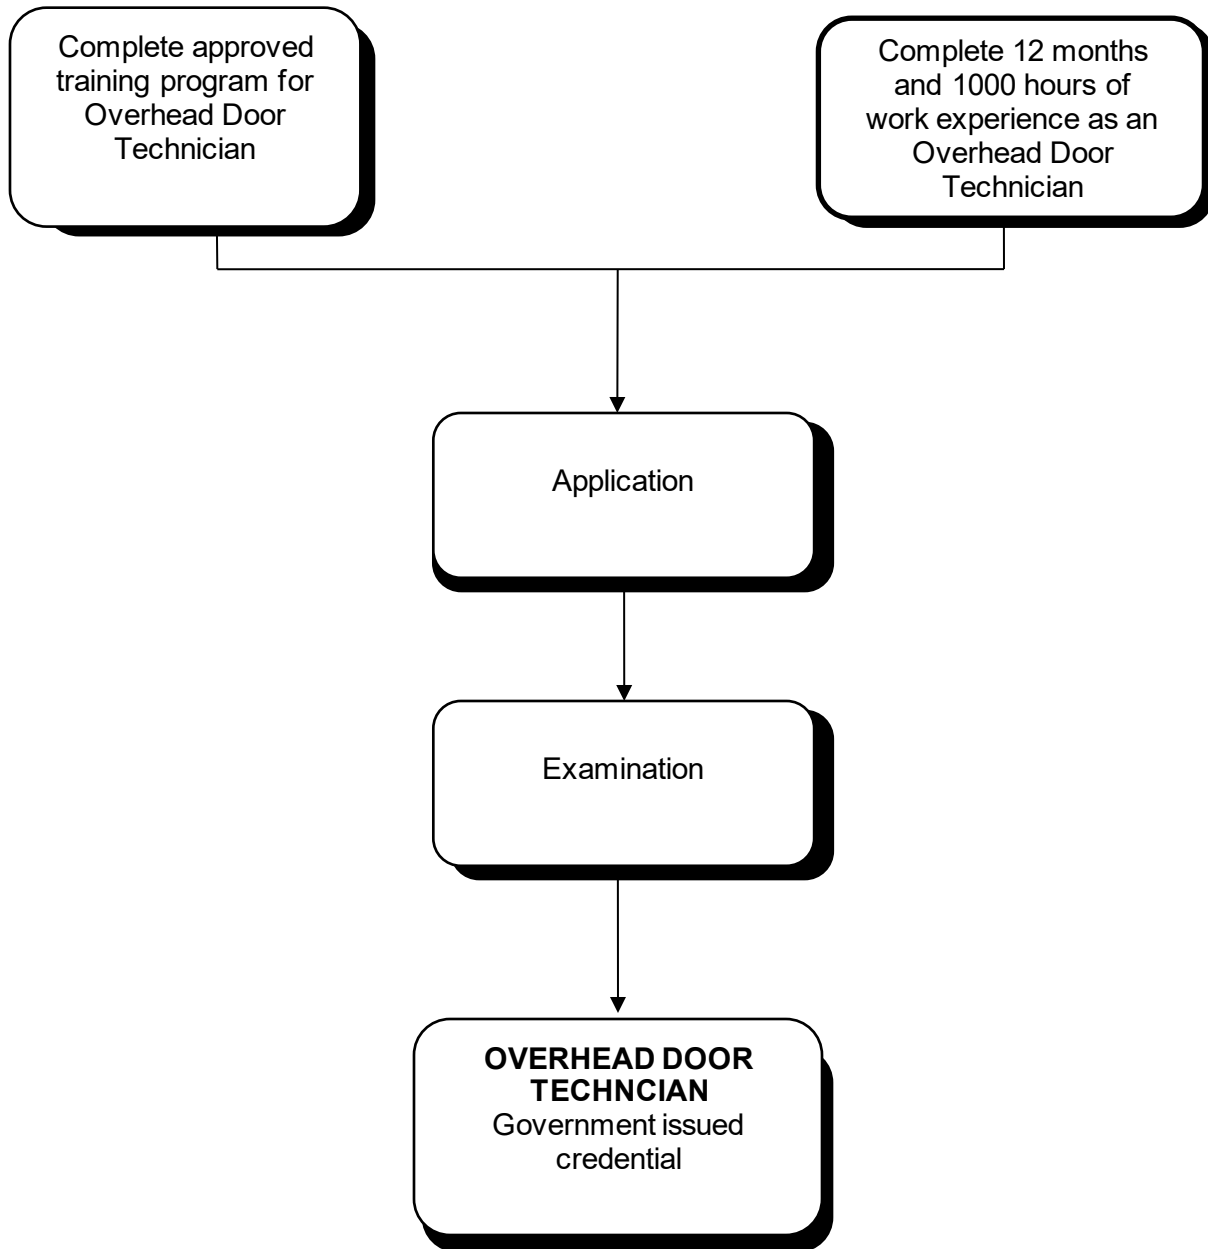 Complete approved
training program for
Overhead Door
Technician
Complete 12 months
and 1000 hours of
work experience as an
Overhead Door
Technician
Application
Examination
OVERHEAD DOOR
TECHNCIAN
Government issued
credential